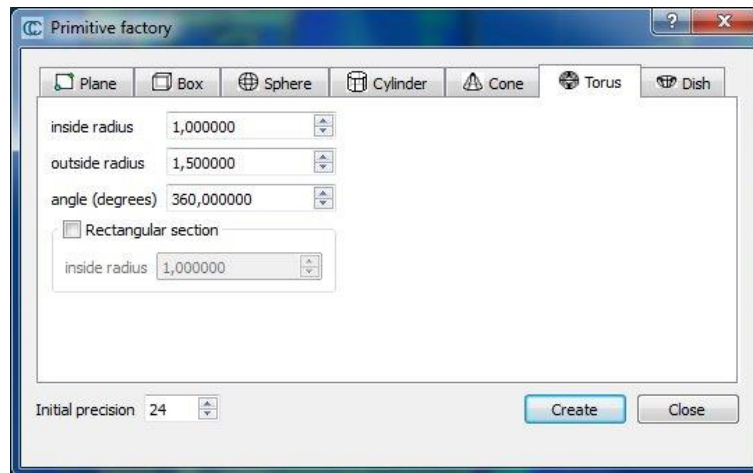 Primitive factory
Plane Box Sphere Cylinder Cone Torus Dish
inside radius 1,000000
outside radius 1,500000
angle (degrees) 360,000000
Rectangular section
inside radius 1,000000
Initial precision 24 Create Close